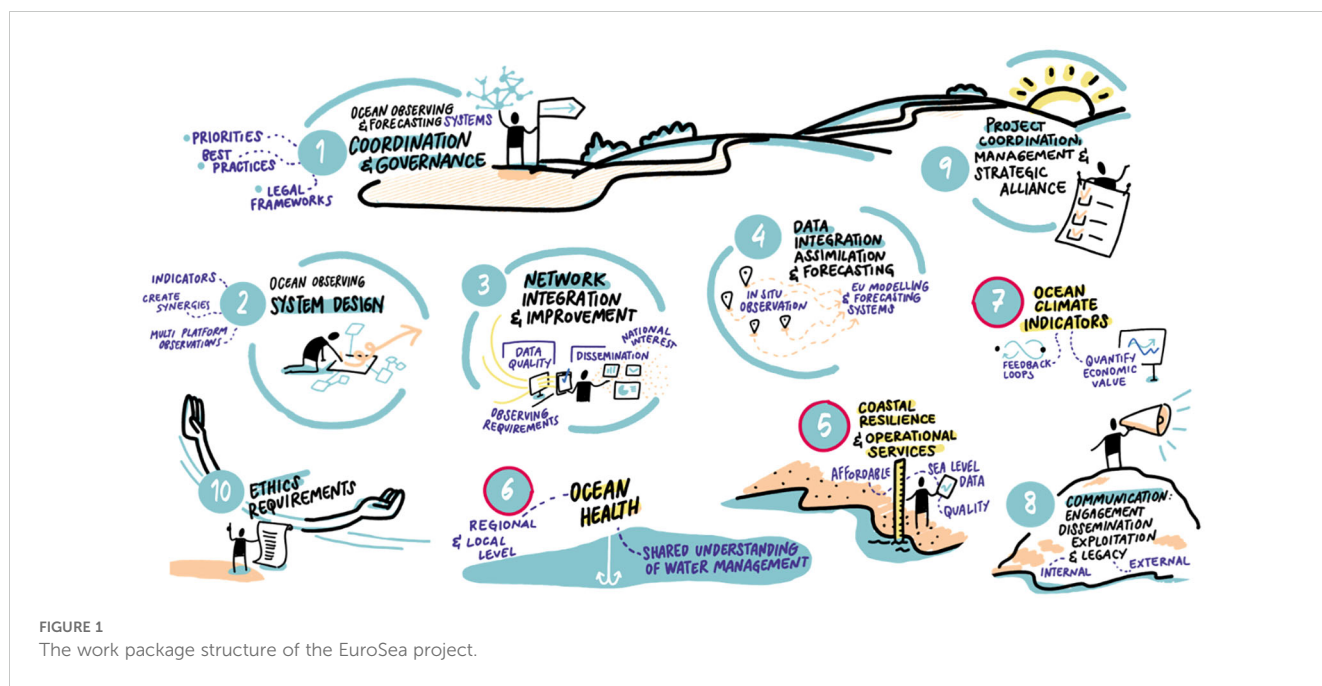 1
OCEAN OBSERVING
& FORECASTING SYSTEMS
COORDINATION
& GOVERNANCE
PRIORITIES
BEST
PRACTICES
LEGAL
FRAMEWORKS
9
PROJECT
COORDINATION,
MANAGEMENT &
STRATEGIC
ALLIANCE
2
OCEAN OBSERVING
SYSTEM DESIGN
INDICATORS
CREATE
SYNERGIES
MULTI PLATFORM
OBSERVATIONS
3
NETWORK
INTEGRATION
& IMPROVEMENT
DATA
QUALITY
DISSEMINATION
NATIONAL
INTEREST
OBSERVING
REQUIREMENTS
4
DATA
INTEGRATION
ASSIMILATION
& FORECASTING
IN SITU
OBSERVATION
EU MODELLING
& FORECASTING
SYSTEMS
7
OCEAN
CLIMATE
INDICATORS
FEEDBACK-
LOOPS
QUANTIFY
ECONOMIC
VALUE
10
ETHICS
REQUIREMENTS
6
OCEAN
HEALTH
REGIONAL
& LOCAL
LEVEL
SHARED UNDERSTANDING
OF WATER MANAGEMENT
5
COASTAL
RESILIENCE
& OPERATIONAL
SERVICES
AFFORDABLE
SEA LEVEL
DATA
QUALITY
8
COMMUNICATION:
ENGAGEMENT
DISSEMINATION
EXPLOITATION
& LEGACY
INTERNAL
EXTERNAL
FIGURE 1
The work package structure of the EuroSea project.